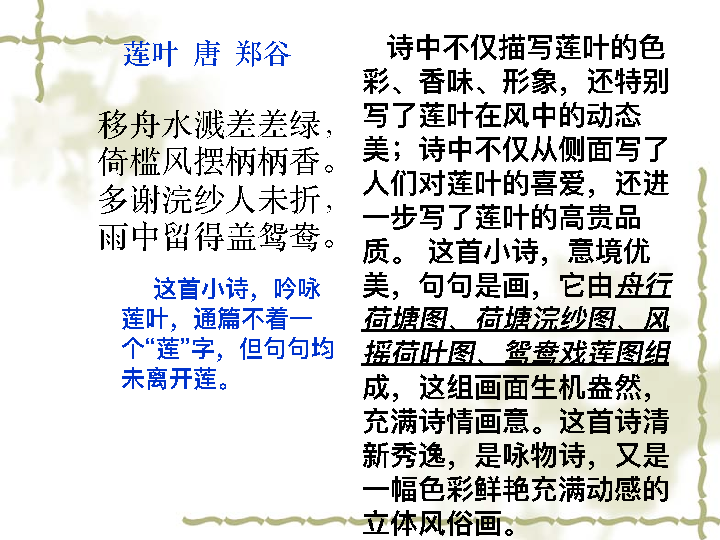 莲叶 唐 郑谷
移舟水溅差差绿，
倚槛风摆柄柄香。
多谢浣纱人未折，
雨中留得盖鸳鸯。
这首小诗，吟咏
莲叶，通篇不着一
个“莲”字，但句句均
未离开莲。
诗中不仅描写莲叶的色
彩、香味、形象，还特别
写了莲叶在风中的动态
美；诗中不仅从侧面写了
人们对莲叶的喜爱，还进
一步写了莲叶的高贵品
质。 这首小诗，意境优
美，句句是画，它由舟行
荷塘图、荷塘浣纱图、风
摇荷叶图、鸳鸯戏莲图组
成，这组画面生机盎然，
充满诗情画意。这首诗清
新秀逸，是咏物诗，又是
一幅色彩鲜艳充满动感的
立体风俗画。